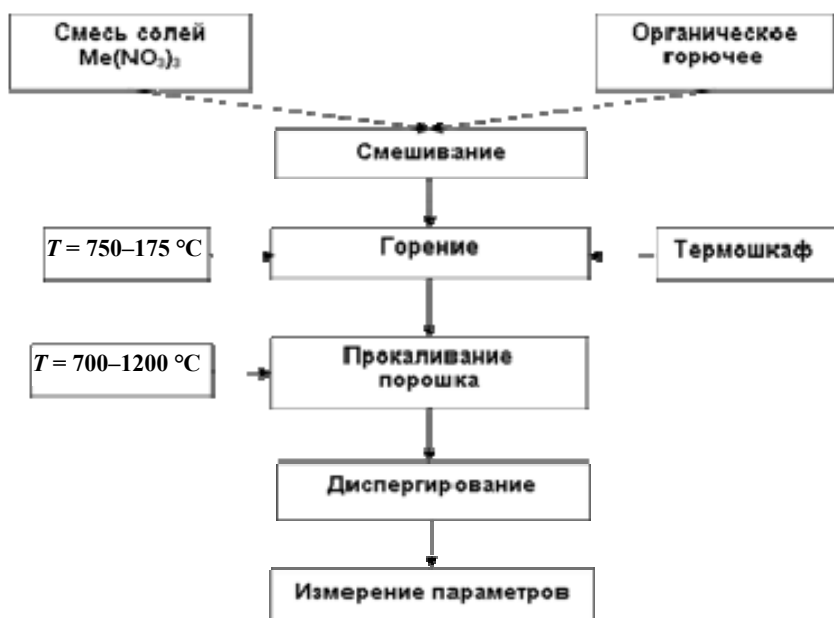 Смесь солей
Me(NO₃)₃
Органическое
горючее
Смешивание
T = 750–175 °C
Горение
Термошкаф
T = 700–1200 °C
Прокаливание
порошка
Диспергирование
Измерение параметров